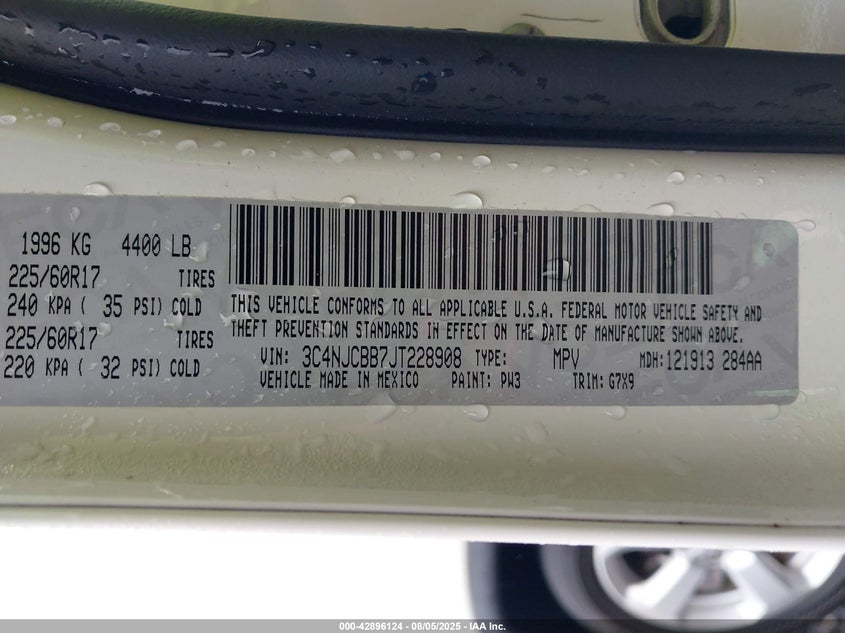 1996 KG 4400 LB
225/60R17 TIRES
240 KPA ( 35 PSI) COLD
225/60R17 TIRES
220 KPA ( 32 PSI) COLD
THIS VEHICLE CONFORMS TO ALL APPLICABLE U.S.A. FEDERAL MOTOR VEHICLE SAFETY AND
THEFT PREVENTION STANDARDS IN EFFECT ON THE DATE OF MANUFACTURE SHOWN ABOVE.
VIN: 3C4NJCBB7JT228908 TYPE: MPV MDH:121913 284AA
VEHICLE MADE IN MEXICO PAINT: PW3 TRIM: G7X9
000-42896124 — 08/05/2025 — IAA Inc.